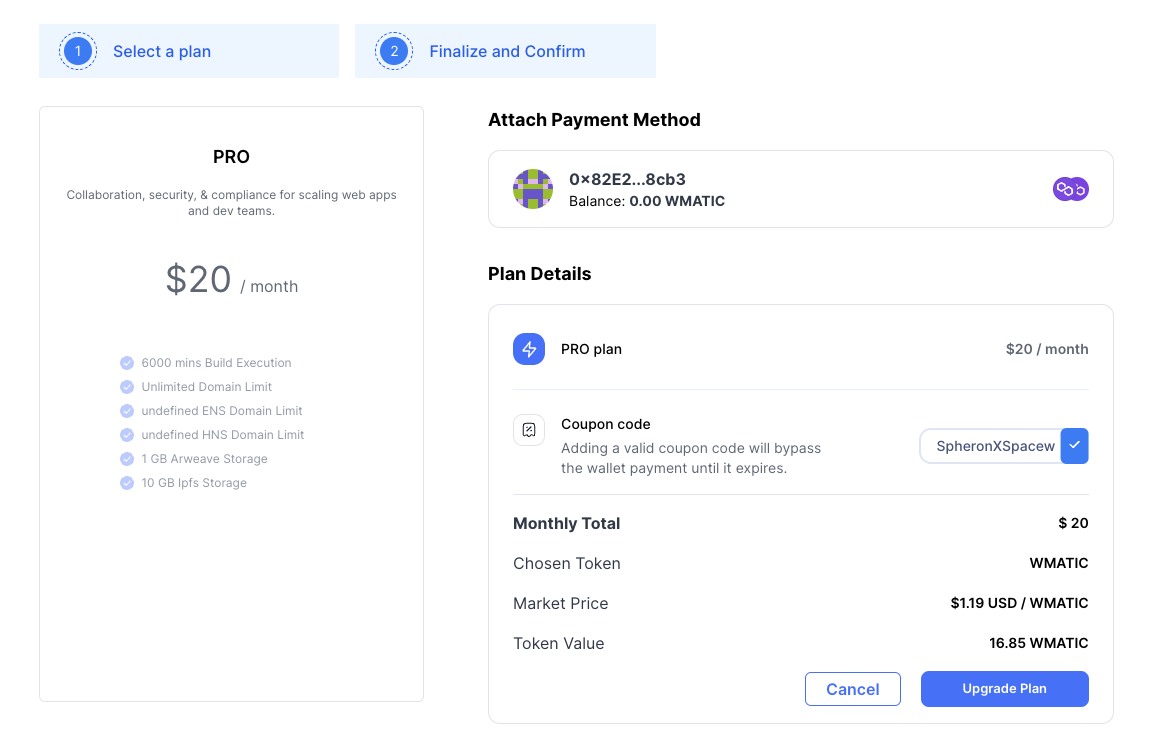 1 Select a plan
2 Finalize and Confirm
PRO
Collaboration, security, & compliance for scaling web apps
and dev teams.
$20 / month
6000 mins Build Execution
Unlimited Domain Limit
undefined ENS Domain Limit
undefined HNS Domain Limit
1 GB Arweave Storage
10 GB Ipfs Storage
Attach Payment Method
0x82E2...8cb3
Balance: 0.00 WMATIC
Plan Details
PRO plan $20 / month
Coupon code
Adding a valid coupon code will bypass
the wallet payment until it expires.
SpheronXSpacew
Monthly Total $ 20
Chosen Token WMATIC
Market Price $1.19 USD / WMATIC
Token Value 16.85 WMATIC
Cancel Upgrade Plan